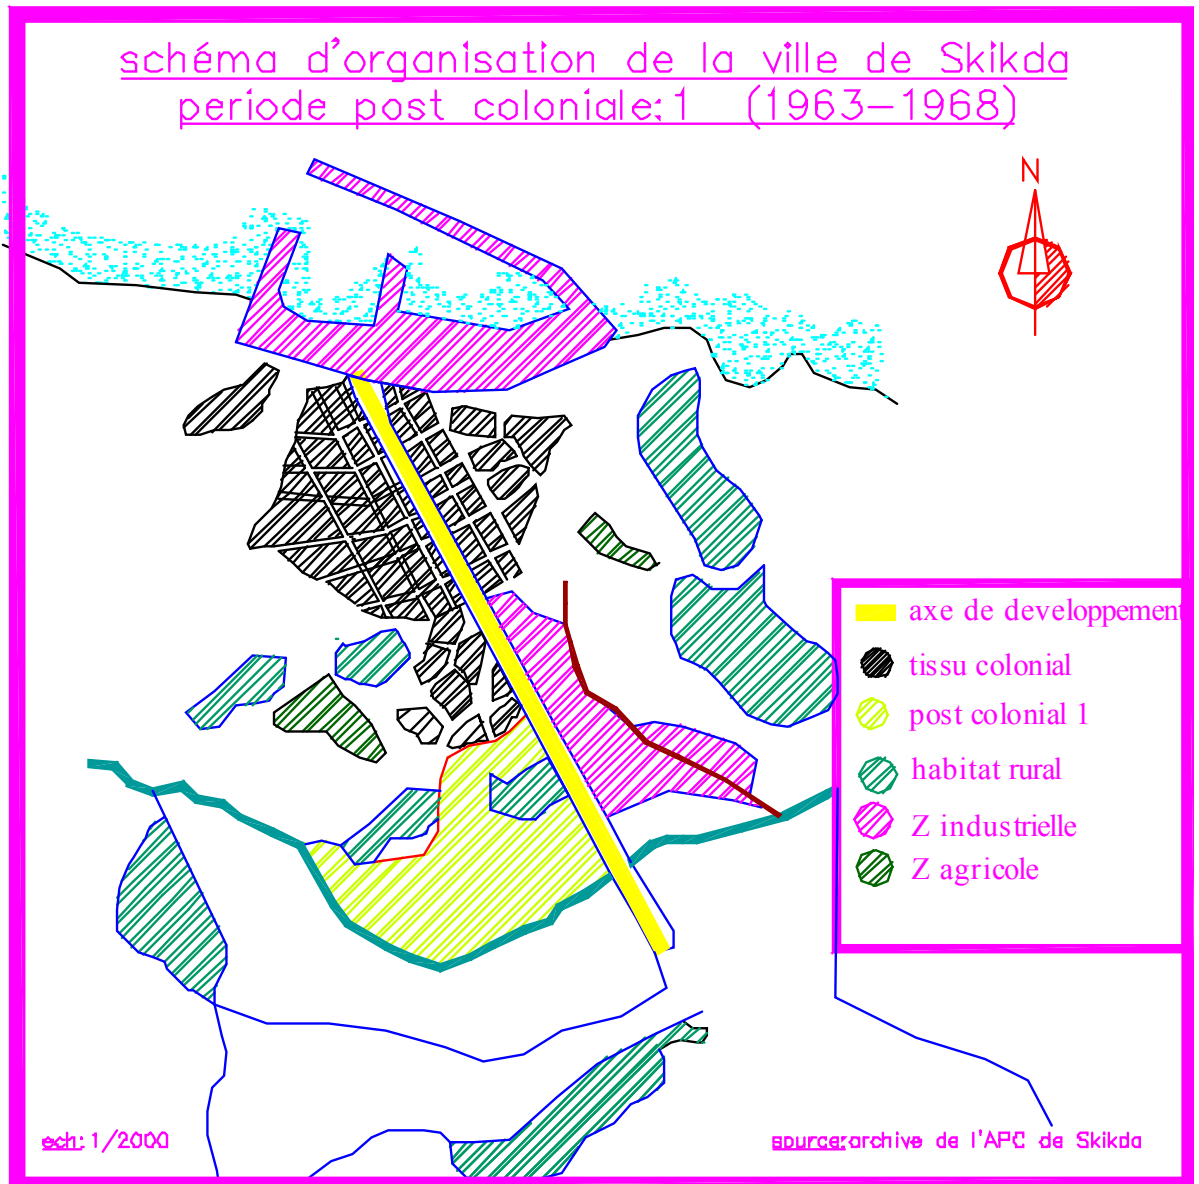 schéma d'organisation de la ville de Skikda
periode post coloniale:1 (1963-1968)
N
axe de developpement
tissu colonial
post colonial 1
habitat rural
Z industrielle
Z agricole
ech: 1/2000
source:archive de l'APC de Skikda